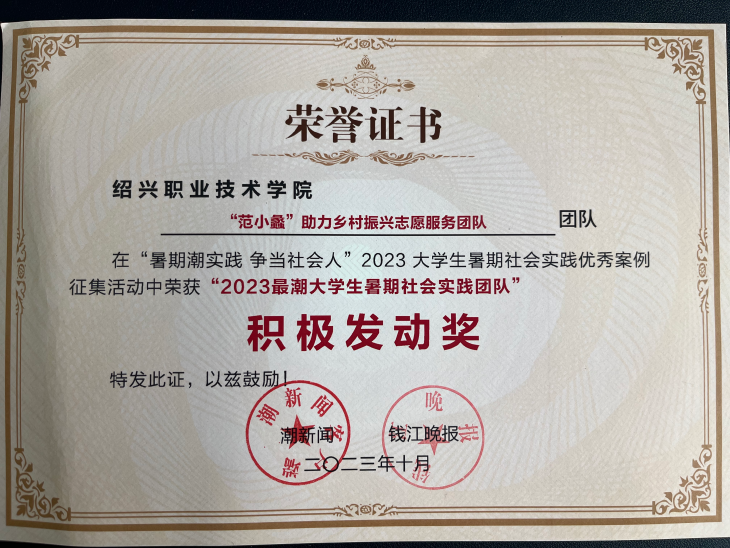 荣誉证书
绍兴职业技术学院
“范小蠡”助力乡村振兴志愿服务团队 团队
在“暑期潮实践 争当社会人”2023 大学生暑期社会实践优秀案例
征集活动中荣获“2023最潮大学生暑期社会实践团队”
积极发动奖
特发此证，以兹鼓励！
潮新闻 钱江晚报
二〇二三年十月
潮新闻
晚报